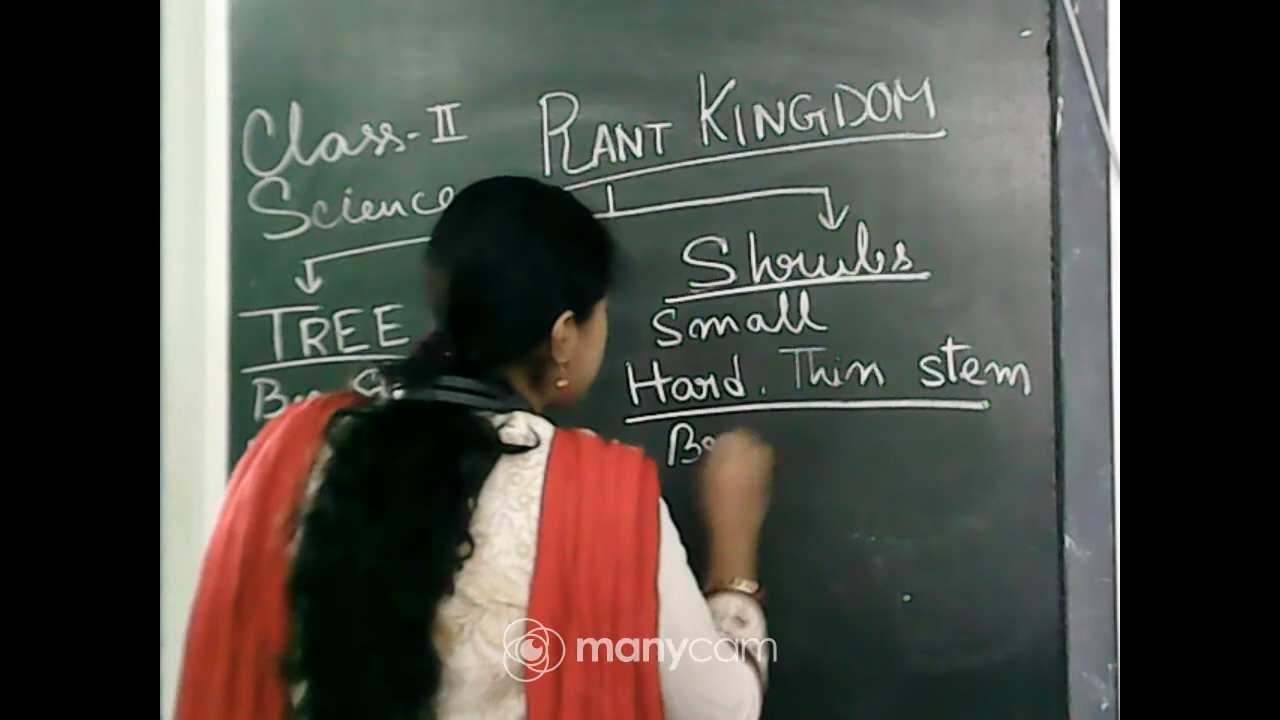 Class-II PLANT KINGDOM
Science
TREE
Shrubs
Small
Hard. Thin stem
manycam